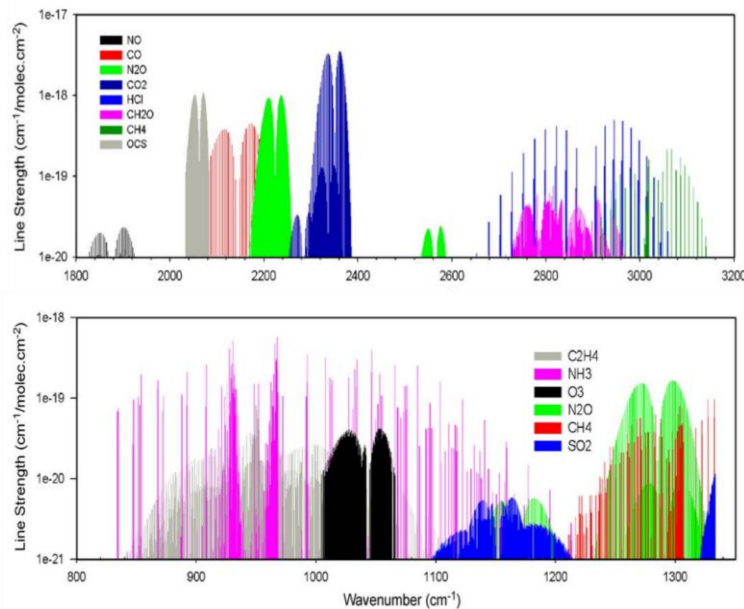 1e-17
1e-18
1e-19
1e-20
Line Strength (cm⁻¹/molec.cm⁻²)
NO
CO
N2O
CO2
HCl
CH2O
CH4
OCS
1800 2000 2200 2400 2600 2800 3000 3200
1e-18
1e-19
1e-20
1e-21
Line Strength (cm⁻¹/molec.cm⁻²)
C2H4
NH3
O3
N2O
CH4
SO2
800 900 1000 1100 1200 1300
Wavenumber (cm⁻¹)